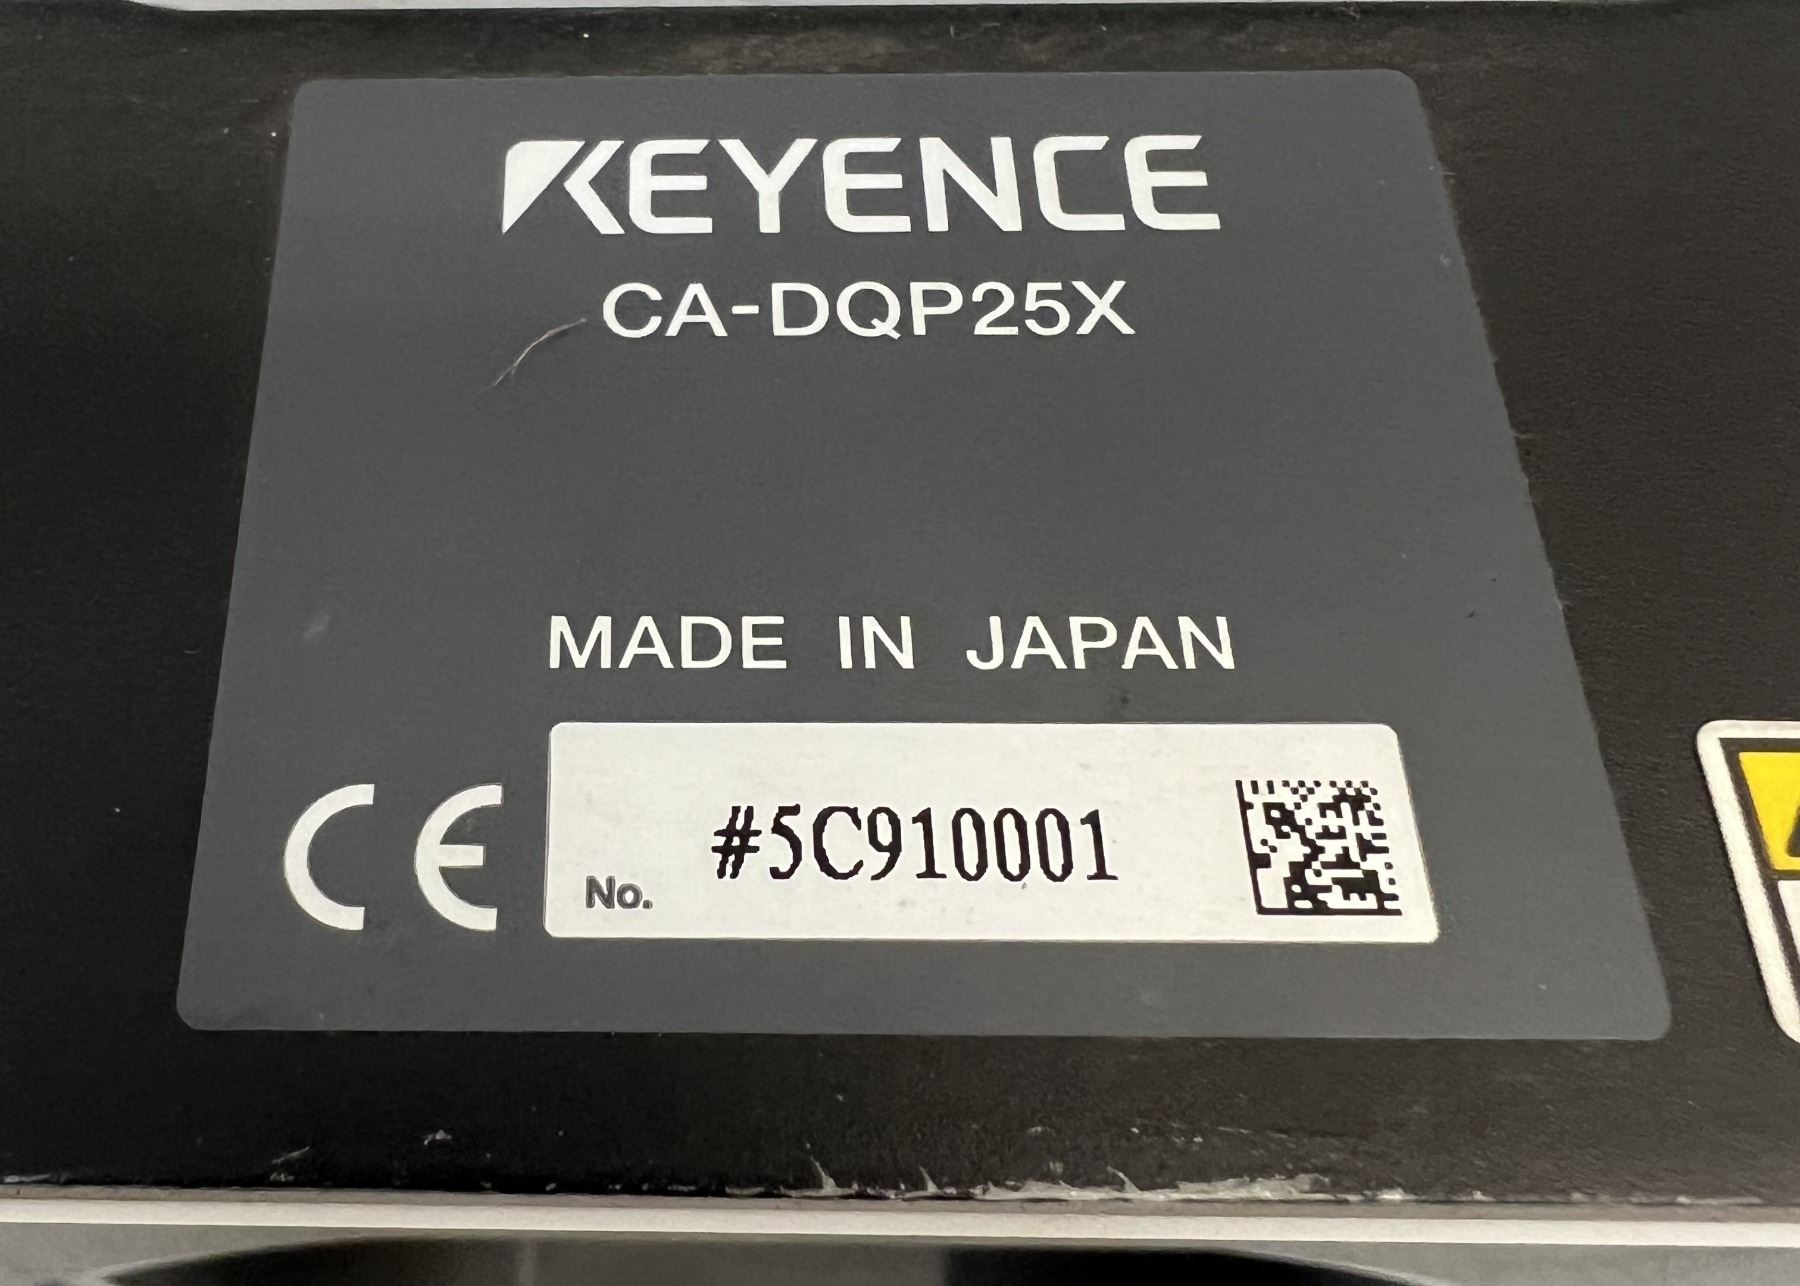 KEYENCE
CA-DQP25X
MADE IN JAPAN
CE
No. #5C910001